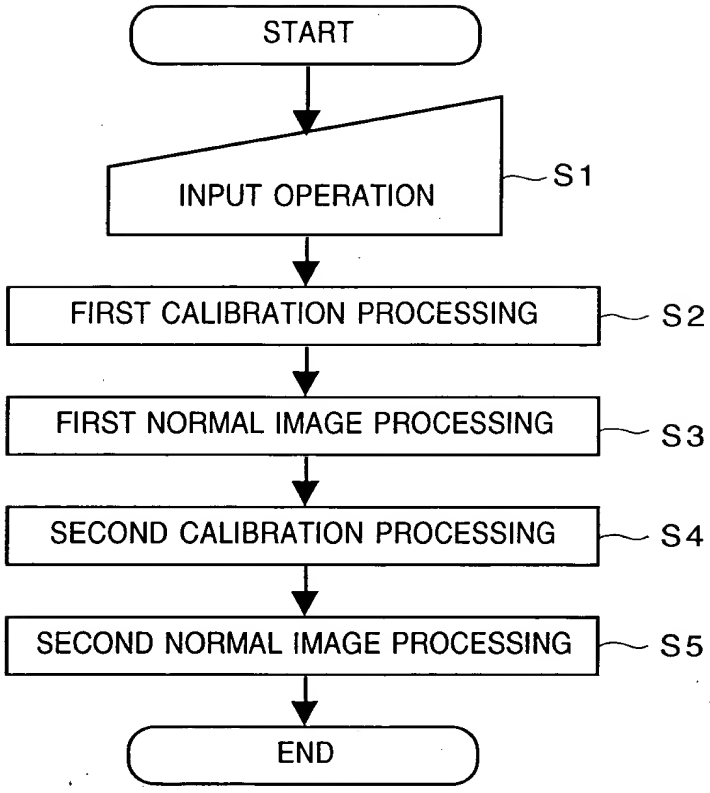 START
INPUT OPERATION
S1
FIRST CALIBRATION PROCESSING
S2
FIRST NORMAL IMAGE PROCESSING
S3
SECOND CALIBRATION PROCESSING
S4
SECOND NORMAL IMAGE PROCESSING
S5
END